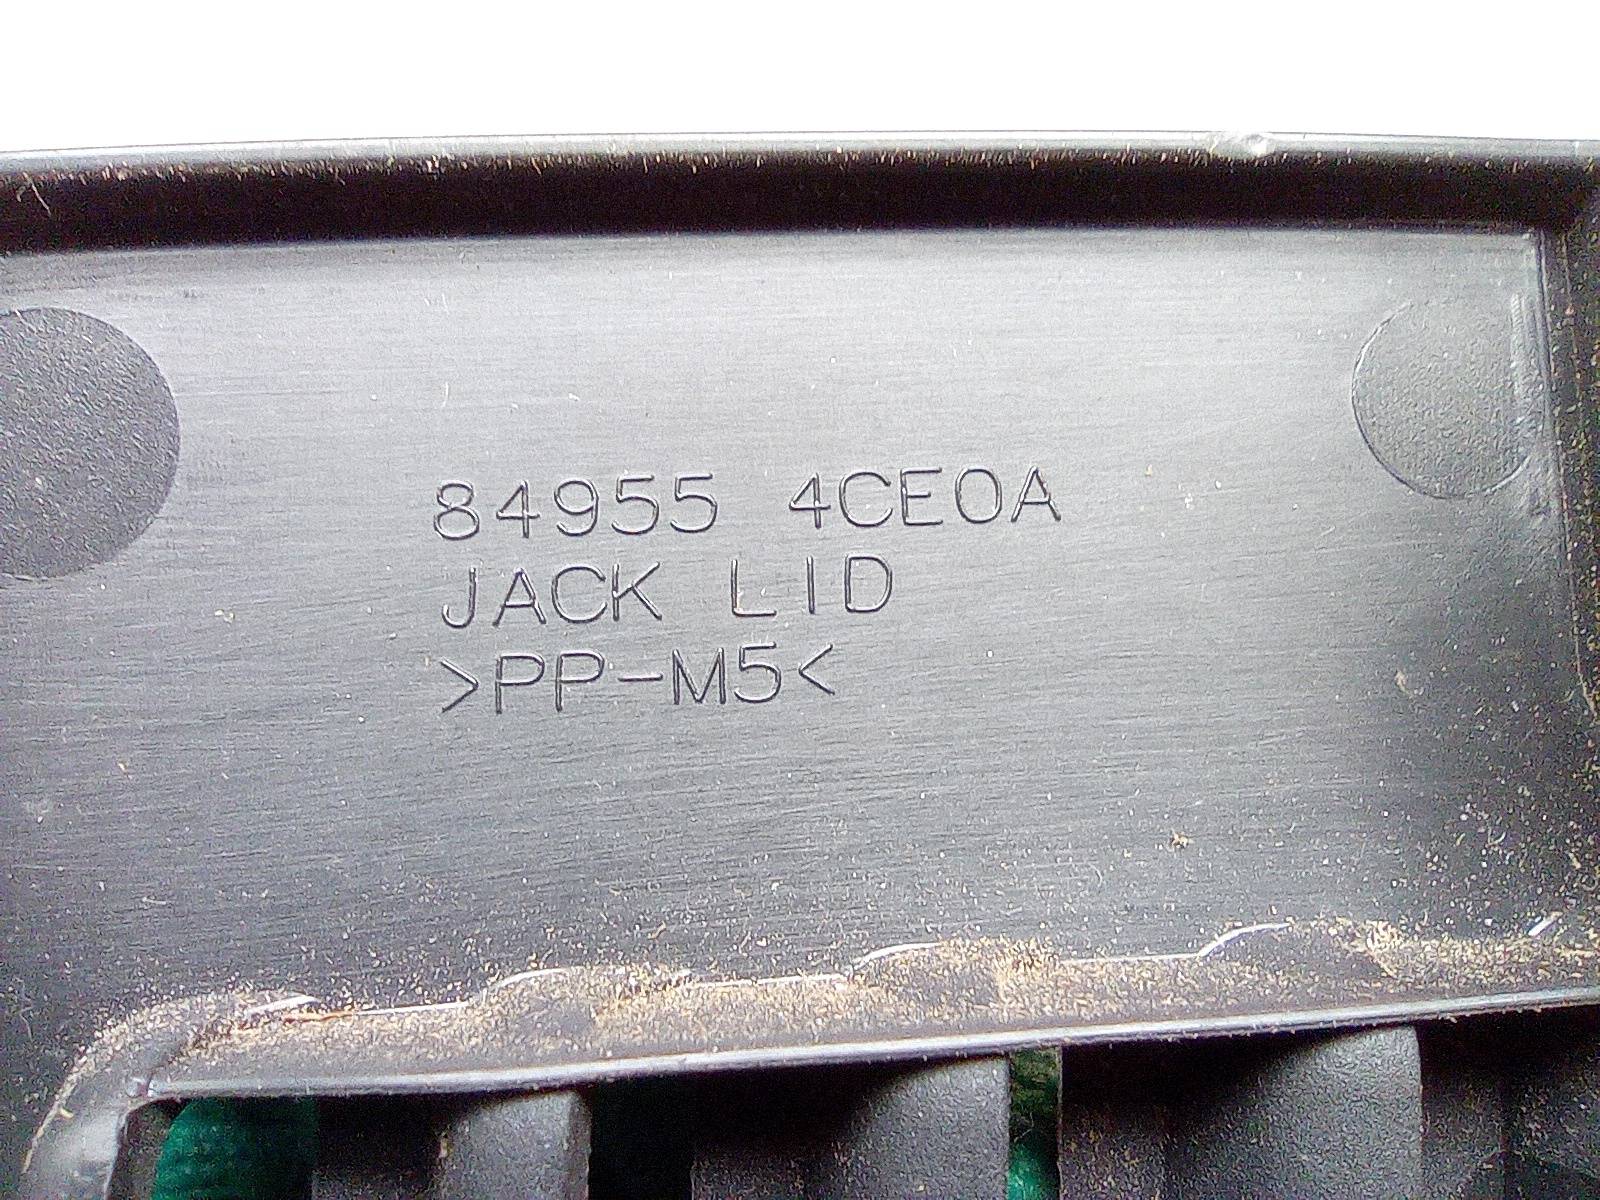 84955 4CE0A
JACK LID
>PP-M5<